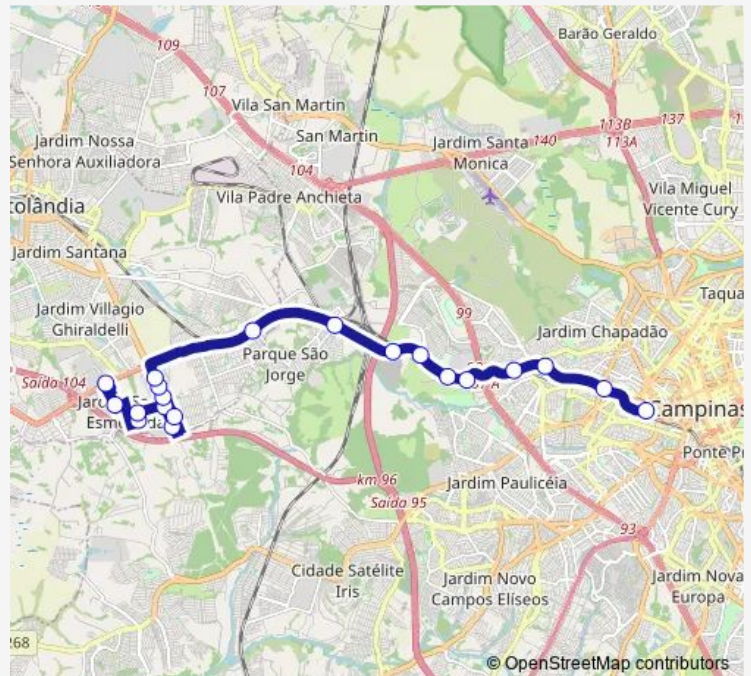 109
Barão Geraldo
107
Vila San Martin
113B
137
113A
San Martin
Jardim Santa
Monica
140
Jardim Nossa
Senhora Auxiliadora
104
Vila Padre Anchieta
Vila Miguel
Vicente Cury
tolândia
Jardim Santana
Taqua
99
Jardim Villagio
Ghiraldelli
Jardim Chapadão
Parque São
Jorge
Saída 104
Campinas
Ponte Pr
km 96
Jardim Paulicéia
Saída 95
93
Cidade Satélite
Iris
Jardim Novo
Campos Elíseos
Jardim Nova
Europa
268
© OpenStreetMap contributors